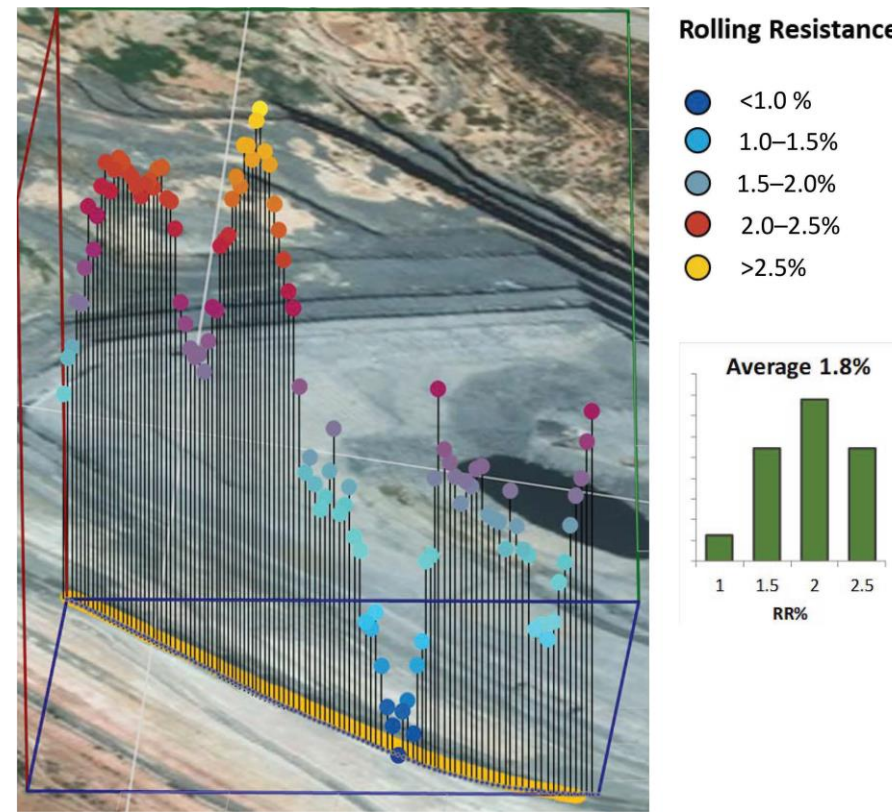 Rolling Resistance
<1.0 %
1.0–1.5%
1.5–2.0%
2.0–2.5%
>2.5%
Average 1.8%
1 1.5 2 2.5
RR%